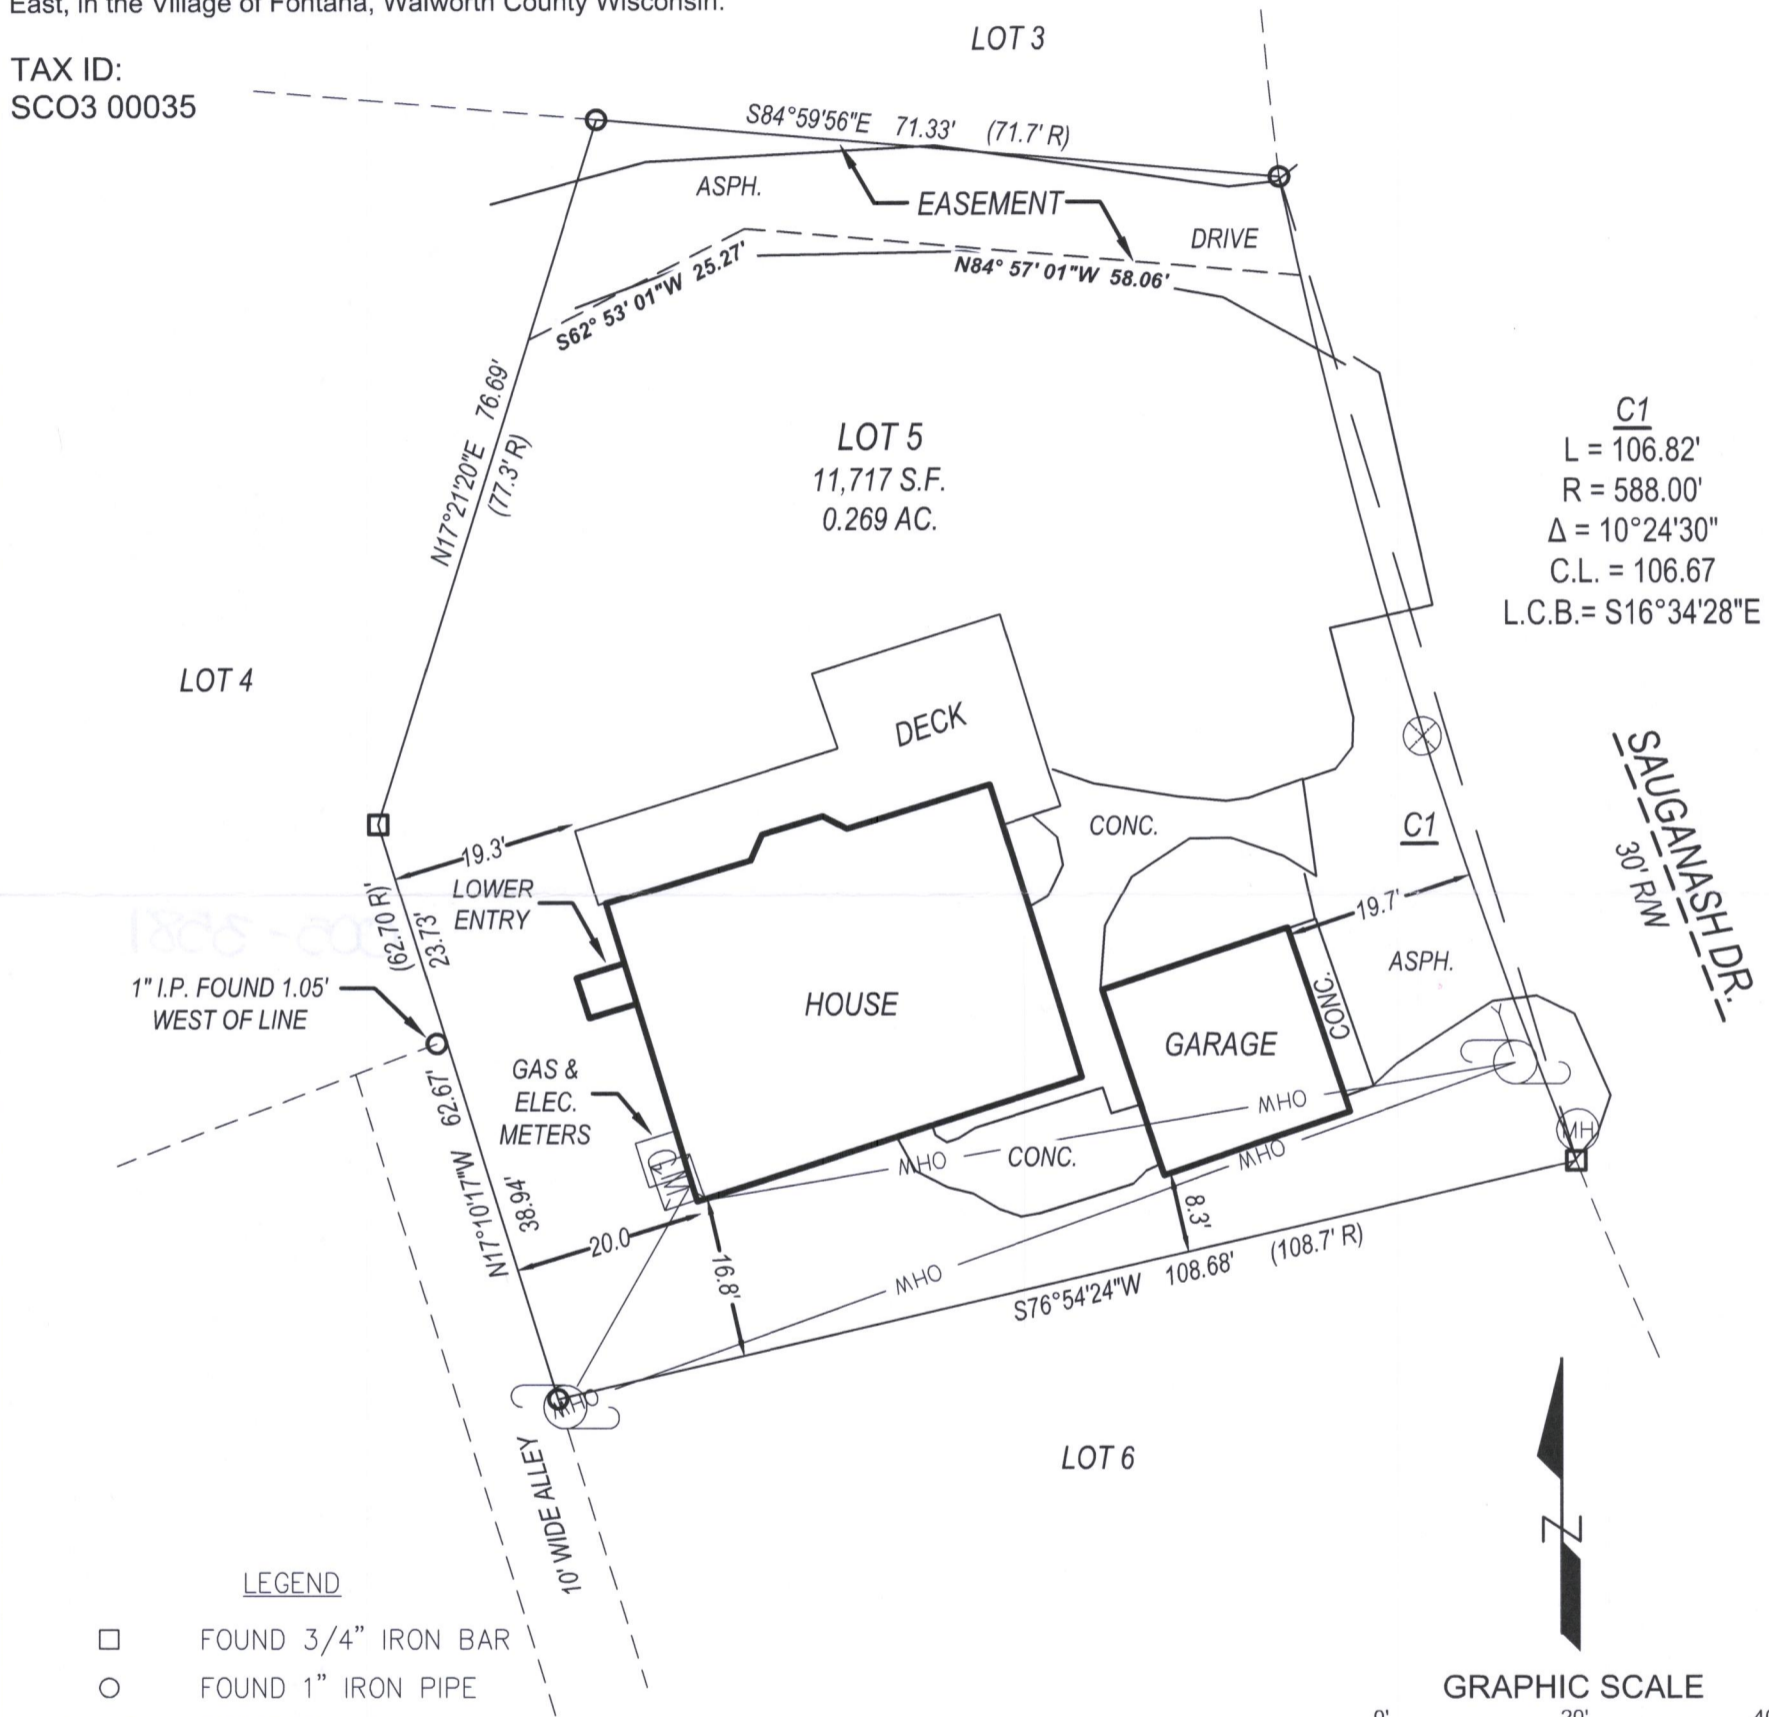 East, in the Village of Fontana, Walworth County Wisconsin.
TAX ID:
SCO3 00035
LOT 3
S84°59'56"E 71.33' (71.7' R)
ASPH.
EASEMENT
DRIVE
S62° 53' 01"W 25.27'
N84° 57' 01"W 58.06'
N17°21'20"E 76.69'
(77.3' R)
LOT 5
11,717 S.F.
0.269 AC.
C1
L = 106.82'
R = 588.00'
Δ = 10°24'30"
C.L. = 106.67
L.C.B.= S16°34'28"E
LOT 4
DECK
SAUGANASH DR.
30' R/W
19.3'
CONC.
C1
LOWER
ENTRY
(62.70 R)'
23.73'
19.7'
1" I.P. FOUND 1.05'
WEST OF LINE
HOUSE
ASPH.
CONC.
GARAGE
GAS &
ELEC.
METERS
N17°10'17"W 62.67'
38.94'
G.M.
OHW
OHW
CONC.
OHW
MH
20.0
16.8'
8.3'
OHW
S76°54'24"W 108.68' (108.7' R)
OHW
10' WIDE ALLEY
LOT 6
N
LEGEND
FOUND 3/4" IRON BAR
FOUND 1" IRON PIPE
GRAPHIC SCALE
0' 20'